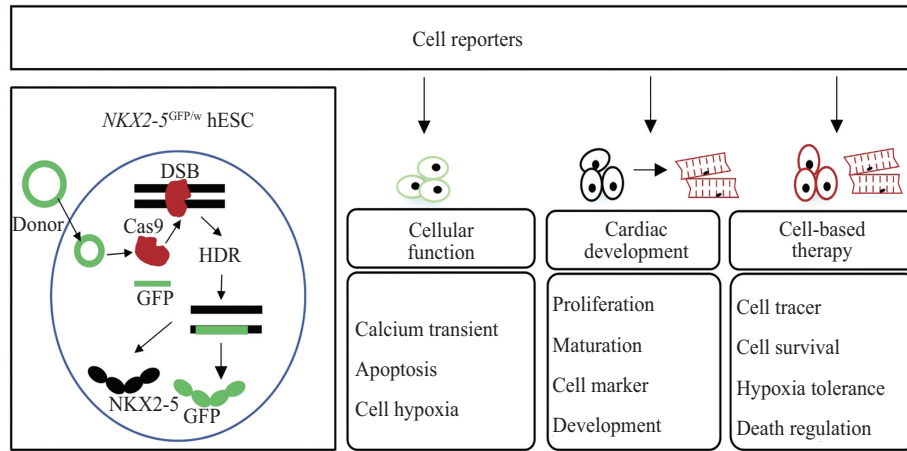 Cell reporters
NKX2-5GFP/w hESC
DSB
Donor
Cas9
HDR
GFP
NKX2-5
GFP
Cellular
function
Calcium transient
Apoptosis
Cell hypoxia
Cardiac
development
Proliferation
Maturation
Cell marker
Development
Cell-based
therapy
Cell tracer
Cell survival
Hypoxia tolerance
Death regulation